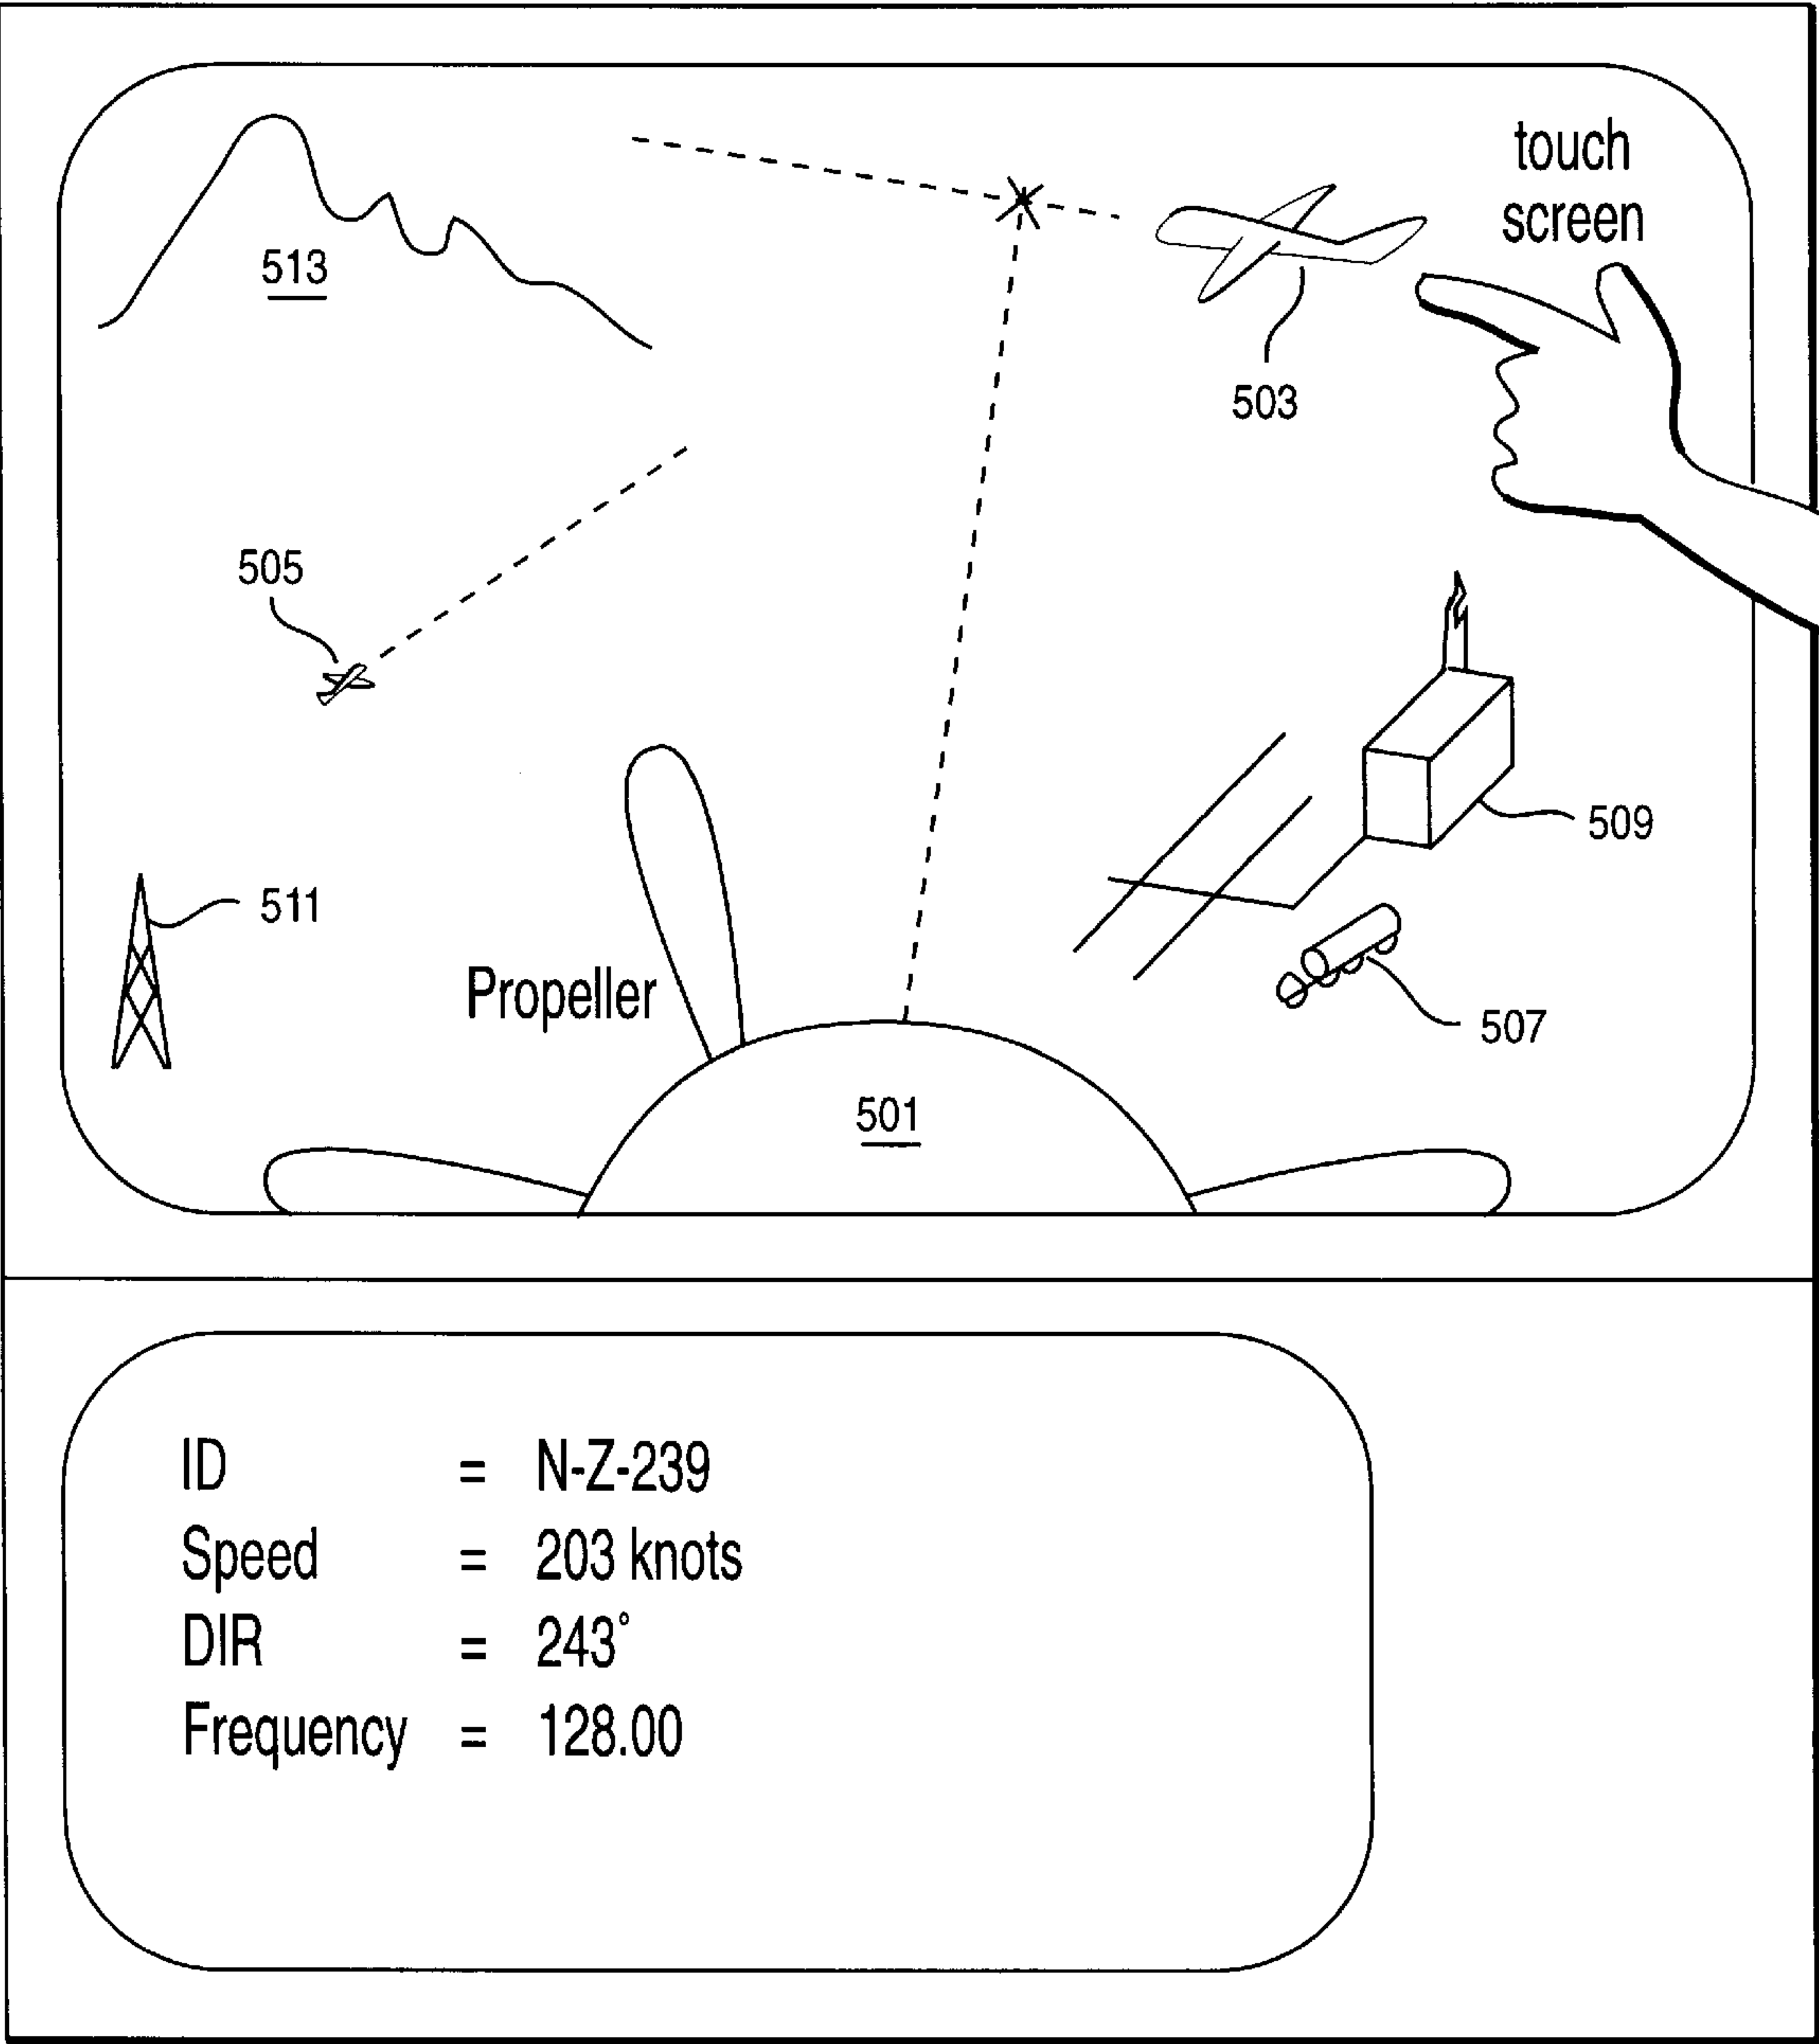 touch
screen
513
503
505
509
511
Propeller
507
501
ID = N-Z-239
Speed = 203 knots
DIR = 243°
Frequency = 128.00